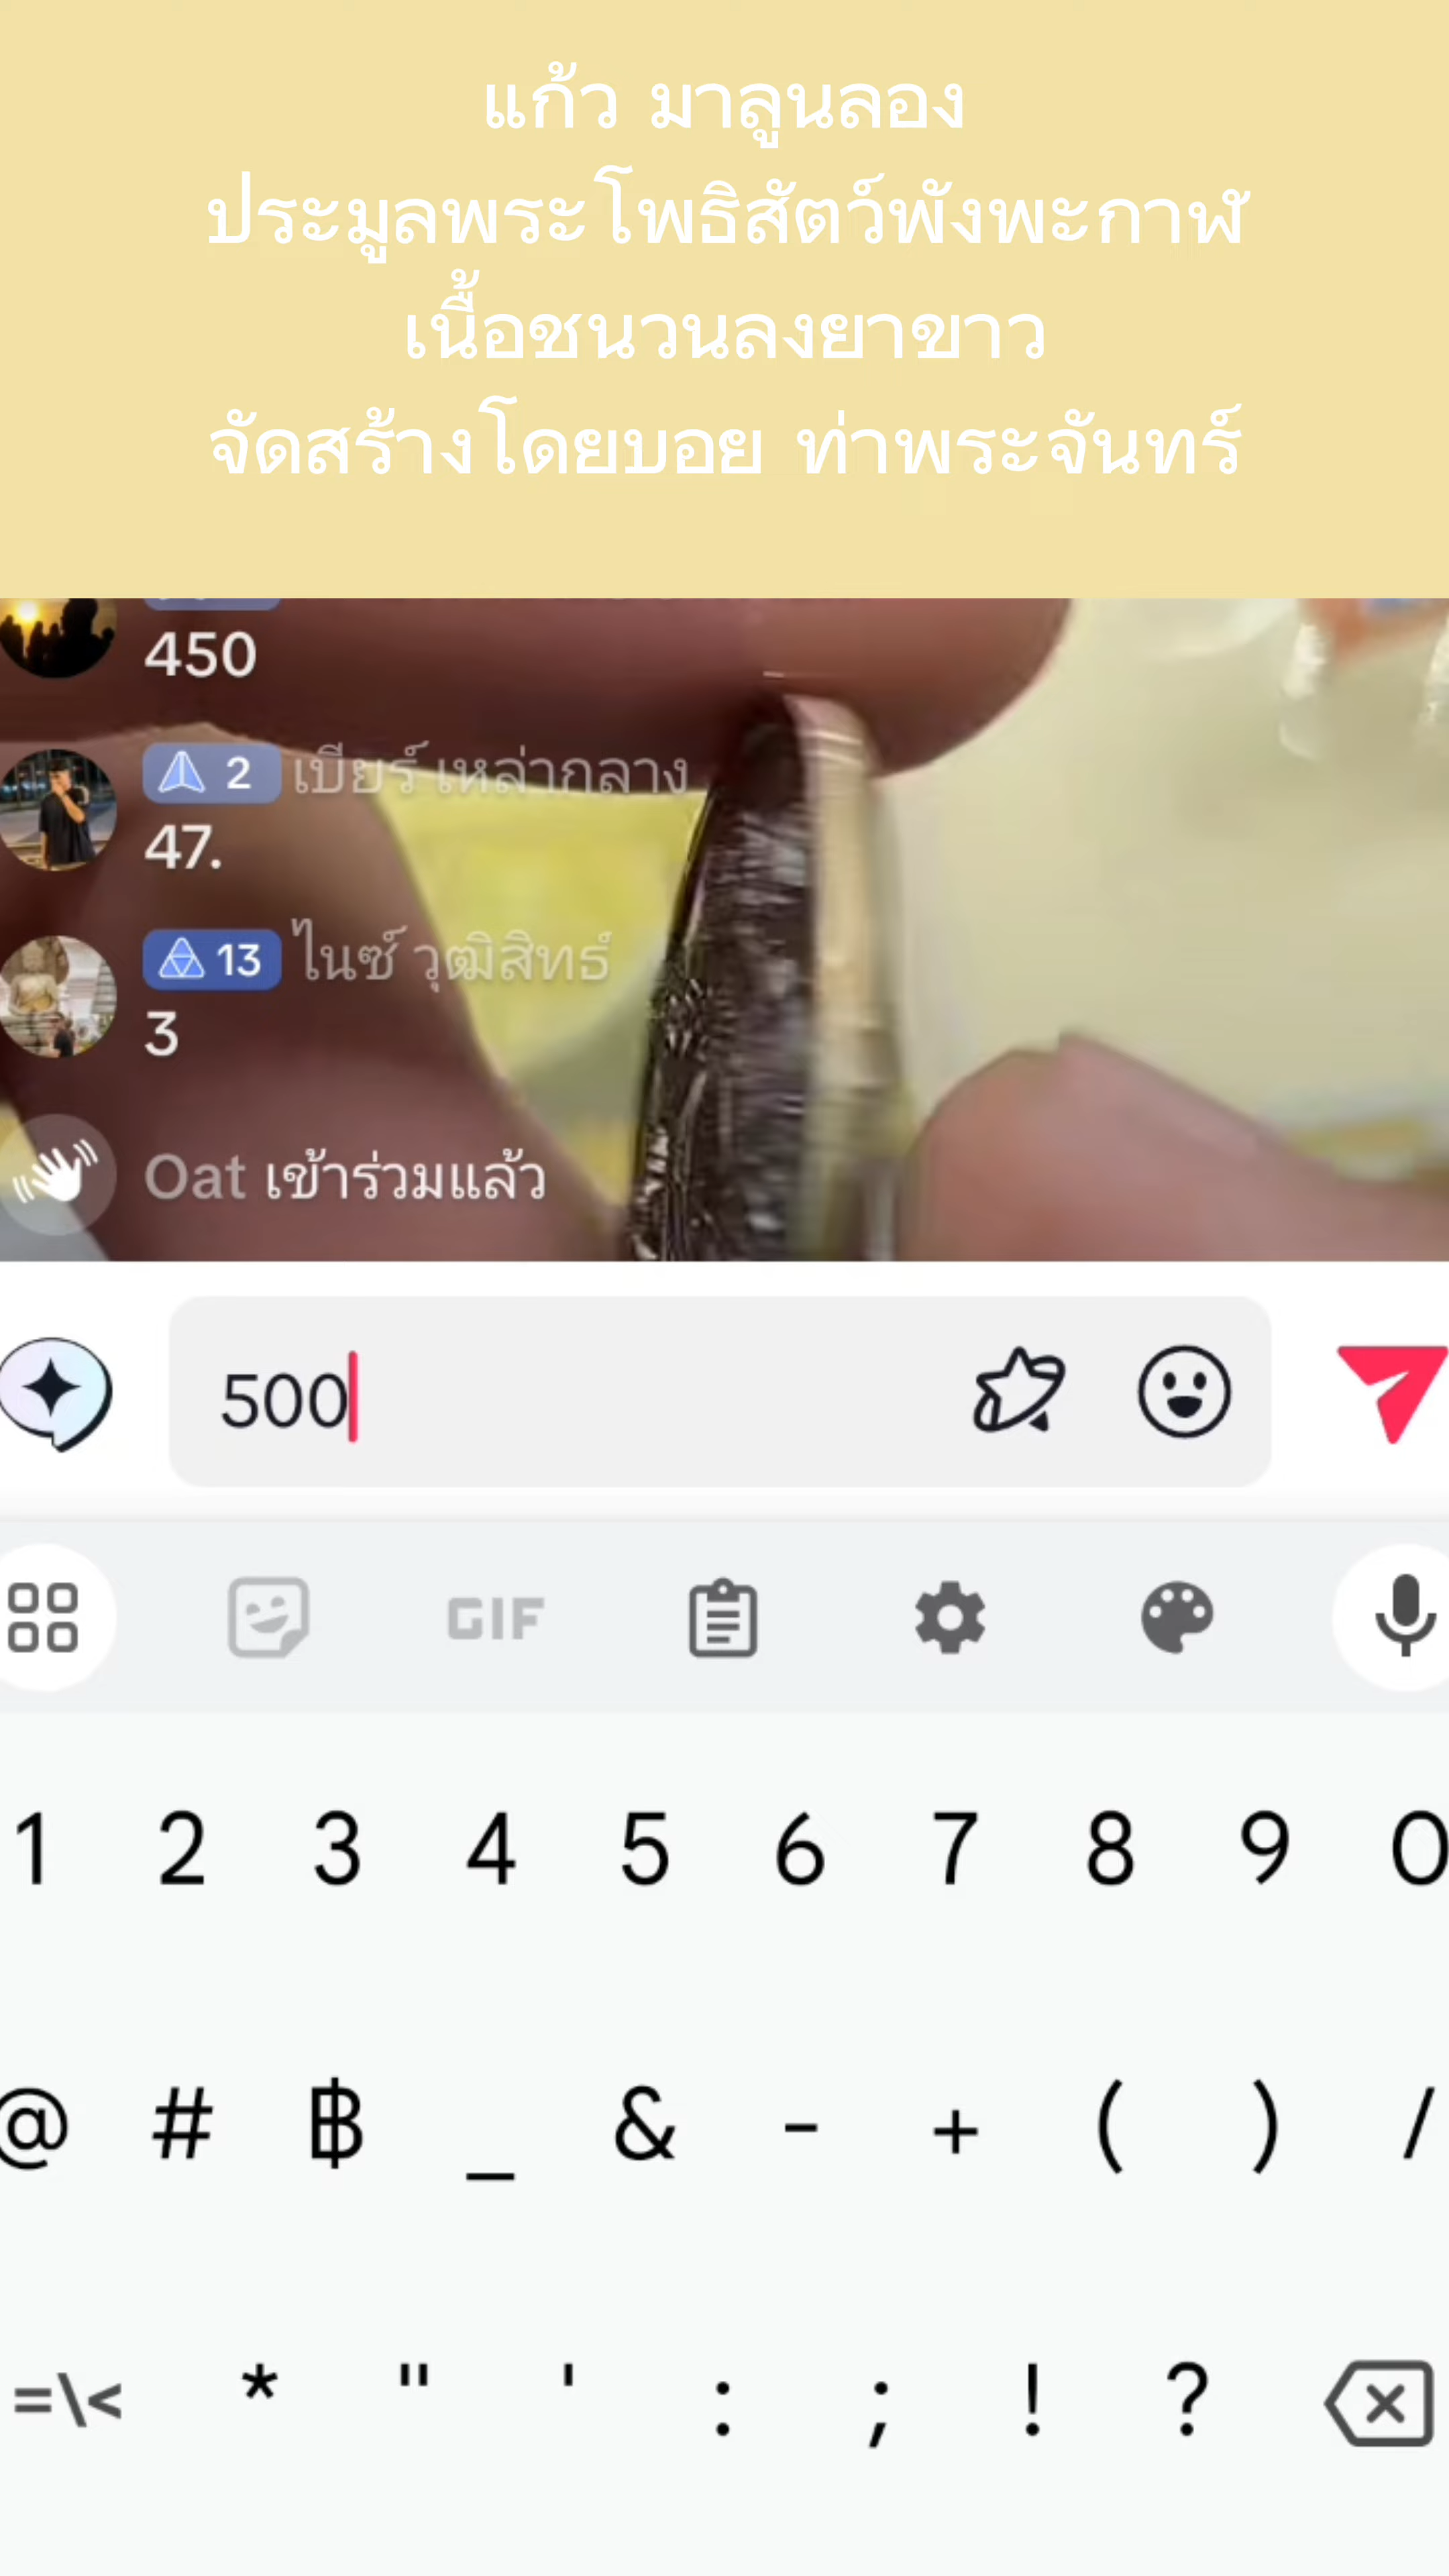 แก้ว มาลูนลอง
ประมูลพระโพธิสัตว์พังพะกาฬ
เนื้อชนวนลงยาขาว
จัดสร้างโดยบอย ท่าพระจันทร์
450
2 เบียร์ เหล่ากลาง
47.
13 ไนซ์ วุฒิสิทธ์
3
Oat เข้าร่วมแล้ว
500
GIF
1 2 3 4 5 6 7 8 9 0
@ # ฿ _ & - + ( ) /
=\< * " ' : ; ! ?